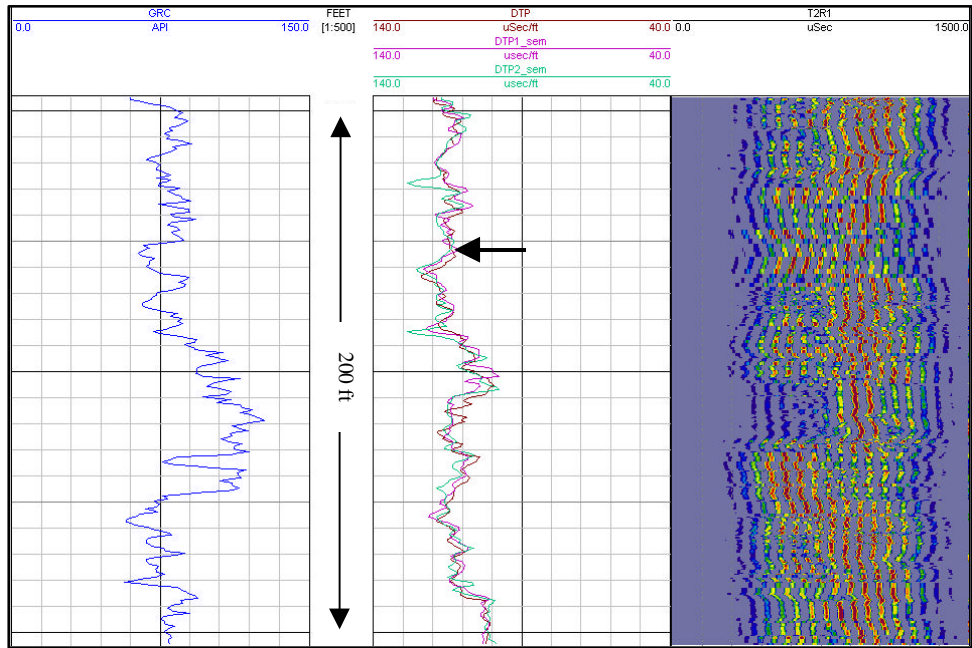 GRC
0.0 API 150.0
FEET
[1:500]
DTP
140.0 uSec/ft 40.0
DTP1_sem
140.0 usec/ft 40.0
DTP2_sem
140.0 usec/ft 40.0
T2R1
0.0 uSec 1500.0
200 ft